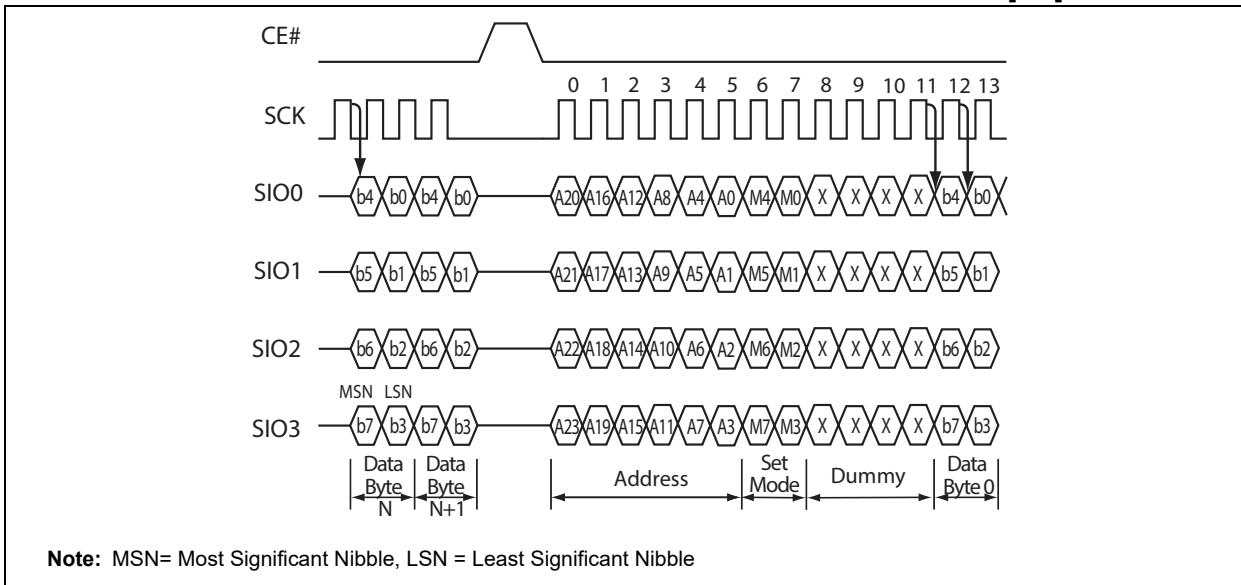 CE#
0 1 2 3 4 5 6 7 8 9 10 11 12 13
SCK
SIO0 b4 b0 b4 b0 A20 A16 A12 A8 A4 A0 M4 M0 X X X X b4 b0
SIO1 b5 b1 b5 b1 A21 A17 A13 A9 A5 A1 M5 M1 X X X X b5 b1
SIO2 b6 b2 b6 b2 A22 A18 A14 A10 A6 A2 M6 M2 X X X X b6 b2
MSN LSN
SIO3 b7 b3 b7 b3 A23 A19 A15 A11 A7 A3 M7 M3 X X X X b7 b3
Data Byte N
Data Byte N+1
Address
Set Mode
Dummy
Data Byte 0
Note: MSN= Most Significant Nibble, LSN = Least Significant Nibble